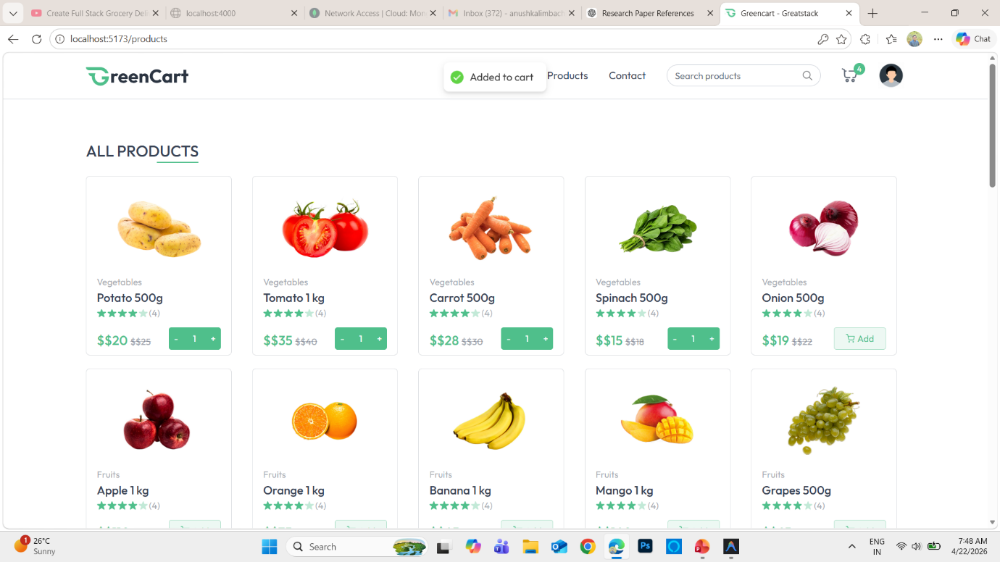 Create Full Stack Grocery Deli
localhost:4000
Network Access | Cloud: Mon
Inbox (372) - anushkalimbach
Research Paper References
Greencart - Greatstack
localhost:5173/products
Chat
GreenCart
Added to cart
Products
Contact
Search products
4
ALL PRODUCTS
Vegetables
Potato 500g
(4)
$$20 $$25
- 1 +
Vegetables
Tomato 1 kg
(4)
$$35 $$40
- 1 +
Vegetables
Carrot 500g
(4)
$$28 $$30
- 1 +
Vegetables
Spinach 500g
(4)
$$15 $$18
- 1 +
Vegetables
Onion 500g
(4)
$$19 $$22
Add
Fruits
Apple 1 kg
(4)
Fruits
Orange 1 kg
(4)
Fruits
Banana 1 kg
(4)
Fruits
Mango 1 kg
(4)
Fruits
Grapes 500g
(4)
1
26°C
Sunny
Search
Ps
ENG
IN
7:48 AM
4/22/2026